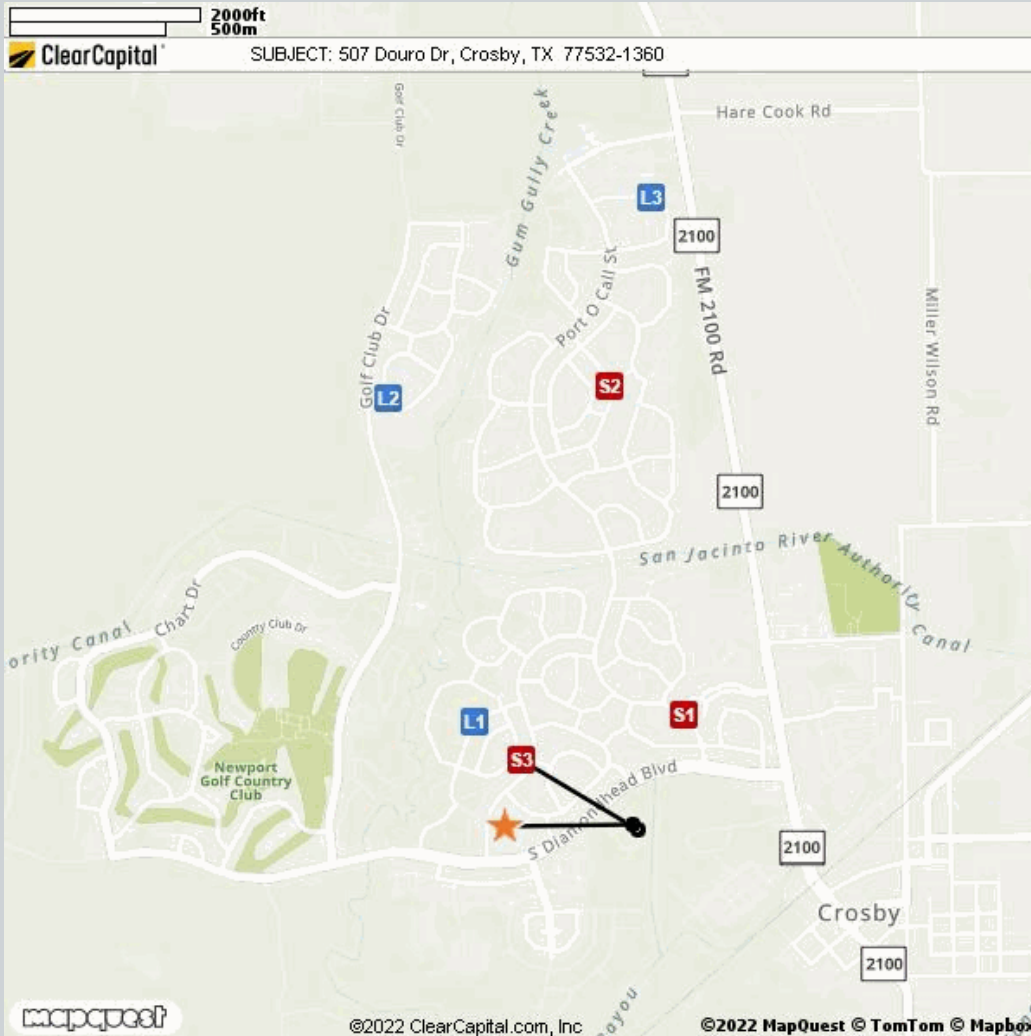 2000ft
500m
ClearCapital
SUBJECT: 507 Douro Dr, Crosby, TX 77532-1360
Golf Club Dr
Gum Gully Creek
Hare Cook Rd
L3
2100
FM 2100 Rd
Port O Call St
Miller Wilson Rd
Golf Club Dr
L2
S2
2100
San Jacinto River Authority Canal
Chart Dr
ority Canal
Country Club Dr
L1
S1
S3
Newport
Golf Country
Club
S Diamondhead Blvd
2100
Crosby
2100
ayou
mapquest
©2022 ClearCapital.com, Inc
©2022 MapQuest © TomTom © Mapbox